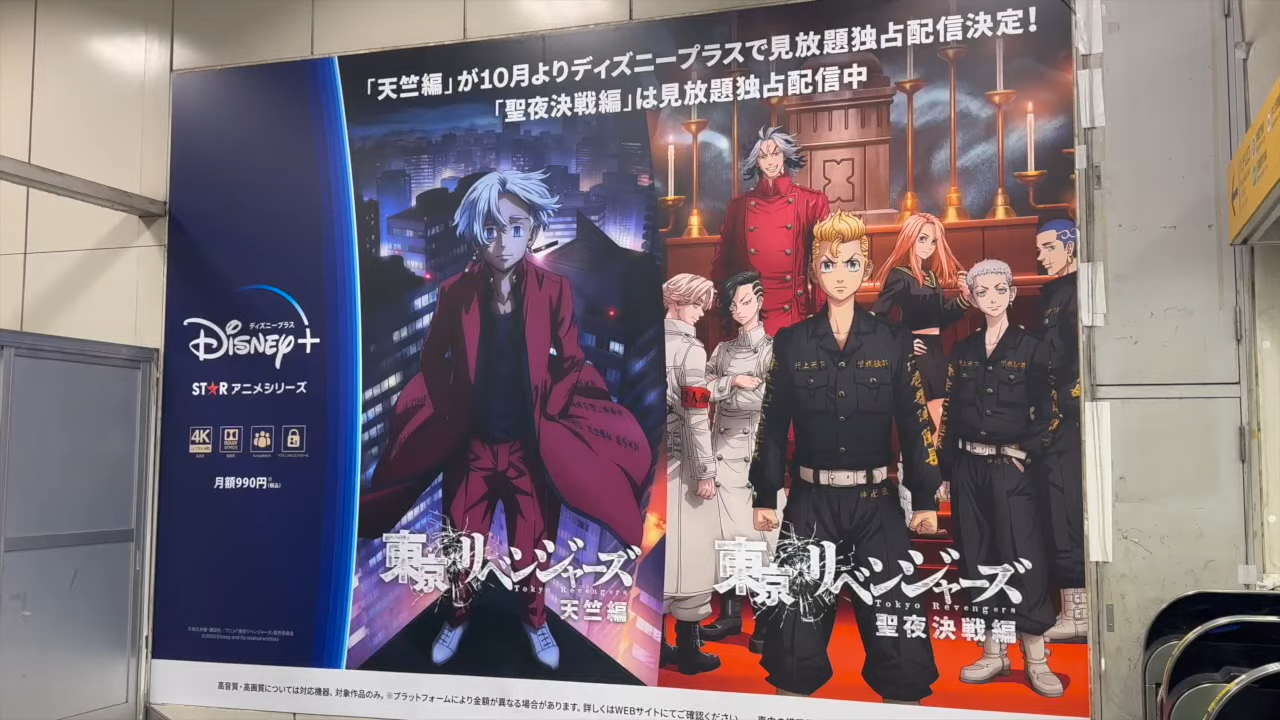 「天竺編」が10月よりディズニープラスで見放題独占配信決定！
「聖夜決戦編」は見放題独占配信中
ディズニープラス
Disney+
STAR アニメシリーズ
4K
ULTRA HD
DOLBY
ATMOS
月額990円
(税込)
東京リベンジャーズ
Tokyo Revengers
天竺編
東京リベンジャーズ
Tokyo Revengers
聖夜決戦編
高音質・高画質については対応機器、対象作品のみ。※プラットフォームにより金額が異なる場合があります。詳しくはWEBサイトにてご確認ください。